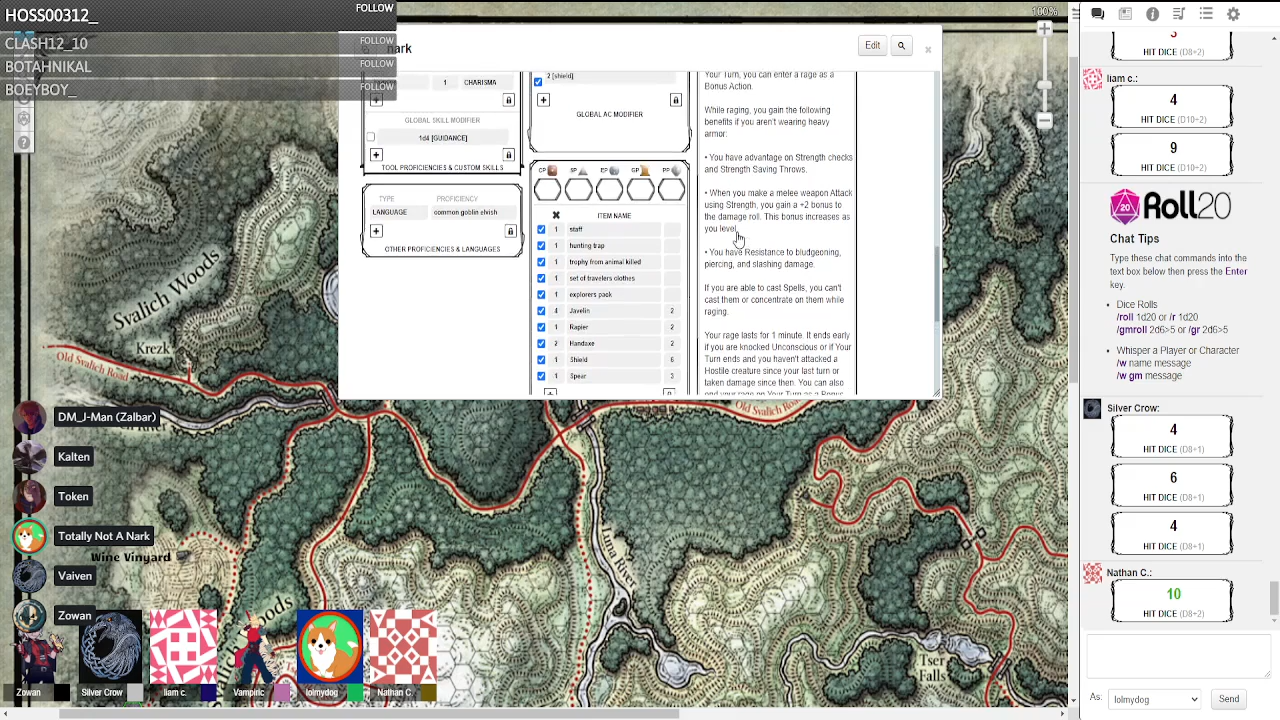 HOSS00312_
FOLLOW
CLASH12_10
FOLLOW
BOTAHNIKAL
FOLLOW
BOEYBOY_
FOLLOW
nark
Edit
100%
1 CHARISMA
GLOBAL SKILL MODIFIER
1d4 [GUIDANCE]
TOOL PROFICIENCIES & CUSTOM SKILLS
TYPE PROFICIENCY
LANGUAGE common goblin elvish
OTHER PROFICIENCIES & LANGUAGES
2 [shield]
GLOBAL AC MODIFIER
CP SP EP GP PP
ITEM NAME
1 staff
1 hunting trap
1 trophy from animal killed
1 set of travelers clothes
1 explorers pack
4 Javelin 2
1 Rapier 2
2 Handaxe 2
1 Shield 6
1 Spear 3
Your Turn, you can enter a rage as a
Bonus Action.
While raging, you gain the following
benefits if you aren't wearing heavy
armor:
• You have advantage on Strength checks
and Strength Saving Throws.
• When you make a melee weapon Attack
using Strength, you gain a +2 bonus to
the damage roll. This bonus increases as
you level.
• You have Resistance to bludgeoning,
piercing, and slashing damage.
If you are able to cast Spells, you can't
cast them or concentrate on them while
raging.
Your rage lasts for 1 minute. It ends early
if you are knocked Unconscious or if Your
Turn ends and you haven't attacked a
Hostile creature since your last turn or
taken damage since then. You can also
end your rage on Your Turn as a Bonus
Svalich Woods
Krezk
Old Svalich Road
Old Svalich Road
Luna River
Wine Vinyard
Woods
Tser
Falls
DM_J-Man (Zalbar)
Kalten
Token
Totally Not A Nark
Vaiven
Zowan
Zowan
Silver Crow
liam c.
Vampiric
lolmydog
Nathan C.
3
HIT DICE (D8+2)
liam c.:
4
HIT DICE (D10+2)
9
HIT DICE (D10+2)
20
Roll20
Chat Tips
Type these chat commands into the
text box below then press the Enter
key.
• Dice Rolls
/roll 1d20 or /r 1d20
/gmroll 2d6>5 or /gr 2d6>5
• Whisper a Player or Character
/w name message
/w gm message
Silver Crow:
4
HIT DICE (D8+1)
6
HIT DICE (D8+1)
4
HIT DICE (D8+1)
Nathan C.:
10
HIT DICE (D8+2)
As:
lolmydog
Send